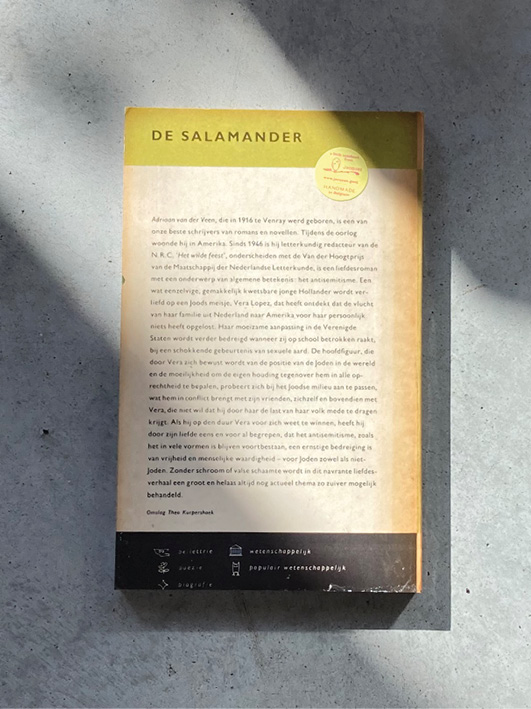 DE SALAMANDER
HANDMADE
Adriaan van der Veen, die in 1916 te Venray werd geboren, is een van
onze beste schrijvers van romans en novellen. Tijdens de oorlog
woonde hij in Amerika. Sinds 1946 is hij letterkundig redacteur van de
N.R.C. 'Het wilde feest', onderscheiden met de Van der Hoogtprijs
van de Maatschappij der Nederlandse Letterkunde, is een liefdesroman
met een onderwerp van algemene betekenis: het antisemitisme. Een
wat eenzelvige, gemakkelijk kwetsbare jonge Hollander wordt ver-
liefd op een Joods meisje, Vera Lopez, dat heeft ontdekt dat de vlucht
van haar familie uit Nederland naar Amerika voor haar persoonlijk
niets heeft opgelost. Haar moeizame aanpassing in de Verenigde
Staten wordt verder bedreigd wanneer zij op school betrokken raakt
bij een schokkende gebeurtenis van sexuele aard. De hoofdfiguur, die
door Vera zich bewust wordt van de positie van de Joden in de wereld
en de moeilijkheid om de eigen houding tegenover hem in alle op-
rechtheid te bepalen, probeert zich bij het Joodse milieu aan te passen,
wat hem in conflict brengt met zijn vrienden, zichzelf en bovendien met
Vera, die niet wil dat hij door haar de last van haar volk mede te dragen
krijgt. Als hij op den duur Vera voor zich weet te winnen, heeft hij
door zijn liefde eens en voor al begrepen, dat het antisemitisme, zoals
het in vele vormen is blijven voortbestaan, een ernstige bedreiging is
van vrijheid en menselijke waardigheid – voor Joden zowel als niet-
Joden. Zonder schroom of valse schaamte wordt in dit navrante liefdes-
verhaal een groot en helaas altijd nog actueel thema zo zuiver mogelijk
behandeld.
Omslag Theo Kurpershoek
bellettrie wetenschappelijk
populair wetenschappelijk
biografie